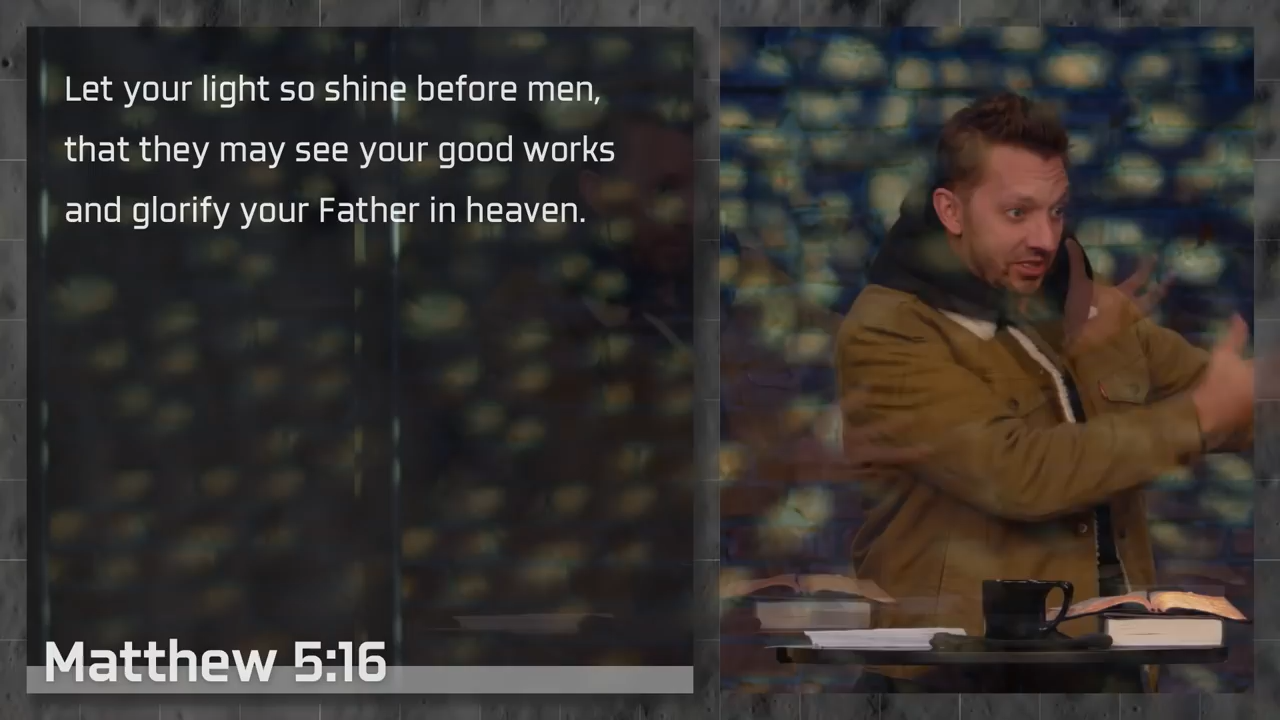 Let your light so shine before men,
that they may see your good works
and glorify your Father in heaven.
Matthew 5:16